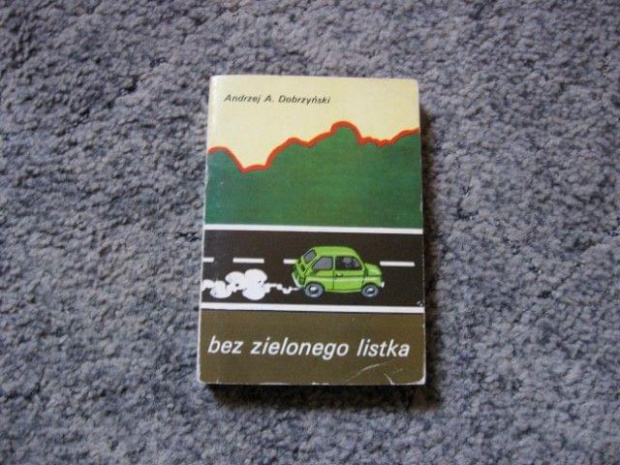 Andrzej A. Dobrzyński
bez zielonego listka